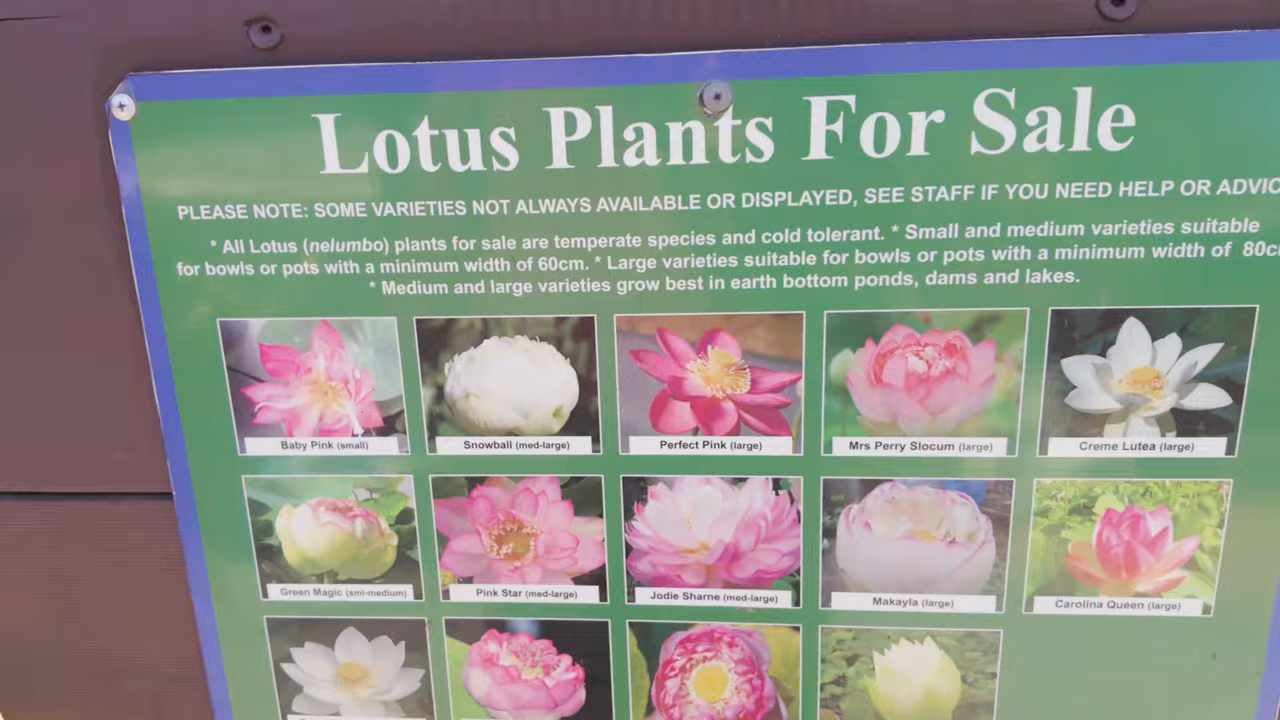 Lotus Plants For Sale
PLEASE NOTE: SOME VARIETIES NOT ALWAYS AVAILABLE OR DISPLAYED, SEE STAFF IF YOU NEED HELP OR ADVIC
* All Lotus (nelumbo) plants for sale are temperate species and cold tolerant. * Small and medium varieties suitable
for bowls or pots with a minimum width of 60cm. * Large varieties suitable for bowls or pots with a minimum width of 80c
* Medium and large varieties grow best in earth bottom ponds, dams and lakes.
Baby Pink (small)
Snowball (med-large)
Perfect Pink (large)
Mrs Perry Slocum (large)
Creme Lutea (large)
Green Magic (sml-medium)
Pink Star (med-large)
Jodie Sharne (med-large)
Makayla (large)
Carolina Queen (large)